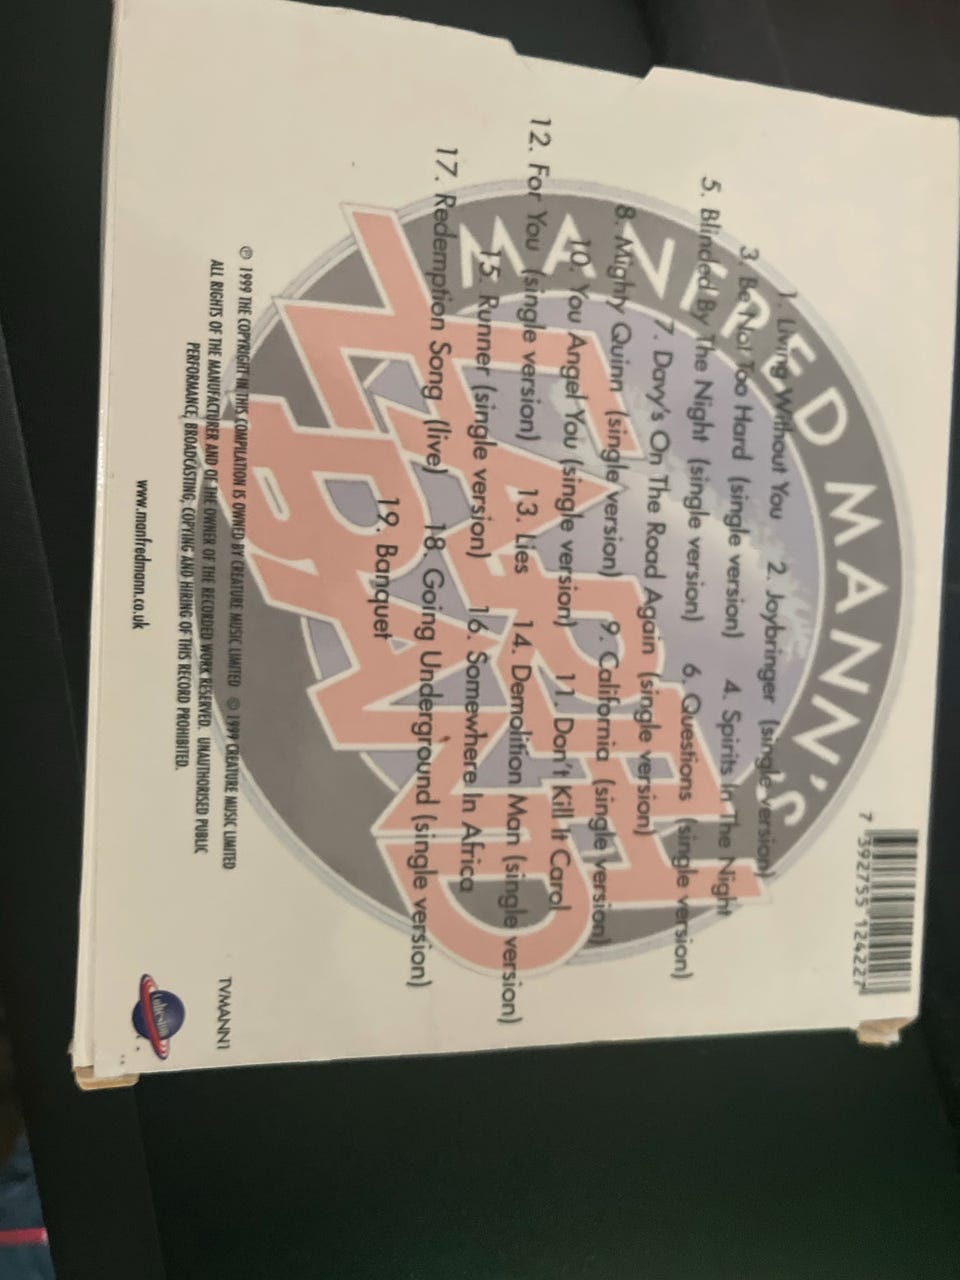 MANFRED MANN'S
EARTH BAND
1. Living Without You 2. Joybringer (single version)
3. Be Not Too Hard (single version) 4. Spirits In The Night
5. Blinded By The Night (single version) 6. Questions (single version)
7. Davy's On The Road Again (single version)
8. Mighty Quinn (single version) 9. California (single version)
10. You Angel You (single version) 11. Don't Kill It Carol
12. For You (single version) 13. Lies 14. Demolition Man (single version)
15. Runner (single version) 16. Somewhere In Africa
17. Redemption Song (live) 18. Going Underground (single version)
19. Banquet
℗ 1999 THE COPYRIGHT IN THIS COMPILATION IS OWNED BY CREATURE MUSIC LIMITED © 1999 CREATURE MUSIC LIMITED
ALL RIGHTS OF THE MANUFACTURER AND OF THE OWNER OF THE RECORDED WORK RESERVED. UNAUTHORISED PUBLIC
PERFORMANCE, BROADCASTING, COPYING AND HIRING OF THIS RECORD PROHIBITED.
www.manfredmann.co.uk
TVMANN1
Cohesion
7 392755 124227